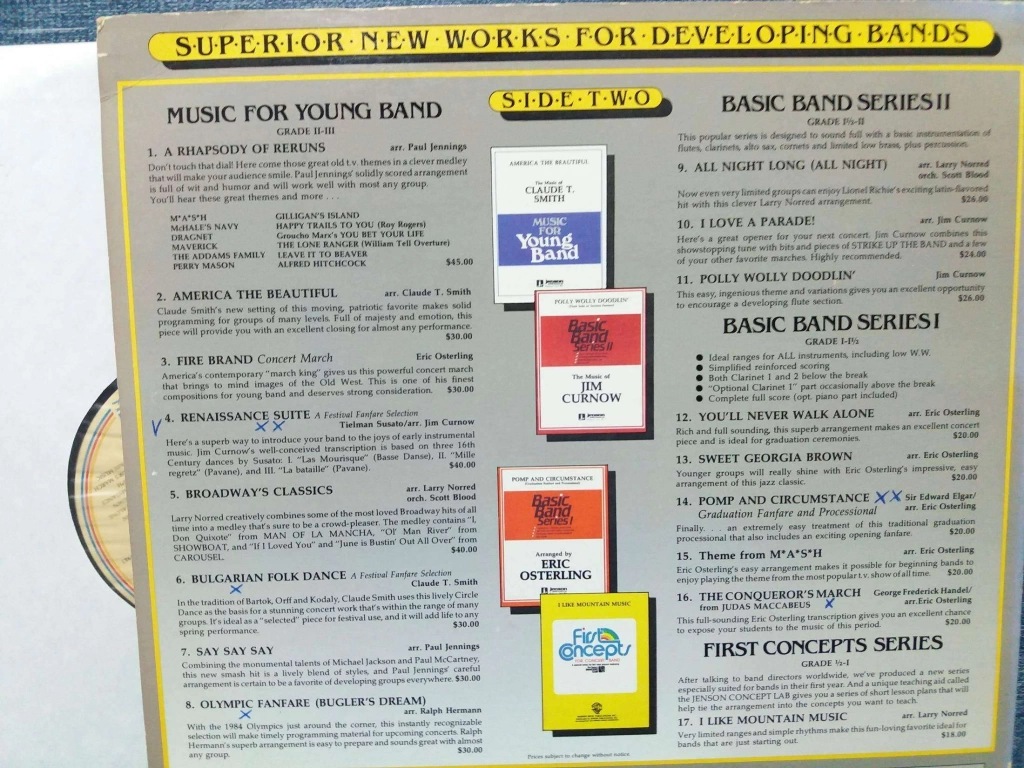 S·U·P·E·R·I·O·R · N·E·W · W·O·R·K·S · F·O·R · D·E·V·E·L·O·P·I·N·G · B·A·N·D·S
MUSIC FOR YOUNG BAND
GRADE II-III
1. A RHAPSODY OF RERUNS arr. Paul Jennings
Don't touch that dial! Here come those great old t.v. themes in a clever medley
that will make your audience smile. Paul Jennings' solidly scored arrangement
is full of wit and humor and will work well with most any group.
You'll hear these great themes and more . . .
M*A*S*H GILLIGAN'S ISLAND
McHALE'S NAVY HAPPY TRAILS TO YOU (Roy Rogers)
DRAGNET Groucho Marx's YOU BET YOUR LIFE
MAVERICK THE LONE RANGER (William Tell Overture)
THE ADDAMS FAMILY LEAVE IT TO BEAVER
PERRY MASON ALFRED HITCHCOCK $45.00
2. AMERICA THE BEAUTIFUL arr. Claude T. Smith
Claude Smith's new setting of this moving, patriotic favorite makes solid
programming for groups of many levels. Full of majesty and emotion, this
piece will provide you with an excellent closing for almost any performance.
$30.00
3. FIRE BRAND Concert March Eric Osterling
America's contemporary "march king" gives us this powerful concert march
that brings to mind images of the Old West. This is one of his finest
compositions for young band and deserves strong consideration. $30.00
4. RENAISSANCE SUITE A Festival Fanfare Selection
Tielman Susato/arr. Jim Curnow
Here's a superb way to introduce your band to the joys of early instrumental
music. Jim Curnow's well-conceived transcription is based on three 16th
Century dances by Susato: I. "Las Mourisque" (Basse Danse), II. "Mille
regretz" (Pavane), and III. "La bataille" (Pavane). $40.00
5. BROADWAY'S CLASSICS arr. Larry Norred
orch. Scott Blood
Larry Norred creatively combines some of the most loved Broadway hits of all
time into a medley that's sure to be a crowd-pleaser. The medley contains "I,
Don Quixote" from MAN OF LA MANCHA, "Ol' Man River" from
SHOWBOAT, and "If I Loved You" and "June is Bustin' Out All Over" from
CAROUSEL. $40.00
6. BULGARIAN FOLK DANCE A Festival Fanfare Selection
Claude T. Smith
In the tradition of Bartok, Orff and Kodaly, Claude Smith uses this lively Circle
Dance as the basis for a stunning concert work that's within the range of many
groups. It's ideal as a "selected" piece for festival use, and it will add life to any
spring performance. $30.00
7. SAY SAY SAY arr. Paul Jennings
Combining the monumental talents of Michael Jackson and Paul McCartney,
this new smash hit is a lively blend of styles, and Paul Jennings' careful
arrangement is certain to be a favorite of developing groups everywhere. $30.00
8. OLYMPIC FANFARE (BUGLER'S DREAM)
arr. Ralph Hermann
With the 1984 Olympics just around the corner, this instantly recognizable
selection will make timely programming material for upcoming concerts. Ralph
Hermann's superb arrangement is easy to prepare and sounds great with almost
any group. $30.00
S·I·D·E · T·W·O
AMERICA THE BEAUTIFUL
The Music of
CLAUDE T.
SMITH
MUSIC
FOR
Young
Band
POLLY WOLLY DOODLIN'
Basic
Band
Series II
The Music of
JIM
CURNOW
POMP AND CIRCUMSTANCE
Basic
Band
Series I
Arranged by
ERIC
OSTERLING
I LIKE MOUNTAIN MUSIC
First
Concepts
Prices subject to change without notice
BASIC BAND SERIES II
GRADE I½-II
This popular series is designed to sound full with a basic instrumentation of
flutes, clarinets, alto sax, cornets and limited low brass, plus percussion.
9. ALL NIGHT LONG (ALL NIGHT) arr. Larry Norred
orch. Scott Blood
Now even very limited groups can enjoy Lionel Richie's exciting latin-flavored
hit with this clever Larry Norred arrangement. $26.00
10. I LOVE A PARADE! arr. Jim Curnow
Here's a great opener for your next concert. Jim Curnow combines this
showstopping tune with bits and pieces of STRIKE UP THE BAND and a few
of your other favorite marches. Highly recommended. $26.00
11. POLLY WOLLY DOODLIN' Jim Curnow
This easy, ingenious theme and variations gives you an excellent opportunity
to encourage a developing flute section. $26.00
BASIC BAND SERIES I
GRADE I-I½
● Ideal ranges for ALL instruments, including low W.W.
● Simplified reinforced scoring
● Both Clarinet 1 and 2 below the break
● "Optional Clarinet 1" part occasionally above the break
● Complete full score (opt. piano part included)
12. YOU'LL NEVER WALK ALONE arr. Eric Osterling
Rich and full sounding, this superb arrangement makes an excellent concert
piece and is ideal for graduation ceremonies. $20.00
13. SWEET GEORGIA BROWN arr. Eric Osterling
Younger groups will really shine with Eric Osterling's impressive, easy
arrangement of this jazz classic. $20.00
14. POMP AND CIRCUMSTANCE Sir Edward Elgar/
Graduation Fanfare and Processional arr. Eric Osterling
Finally. . . an extremely easy treatment of this traditional graduation
processional that also includes an exciting opening fanfare. $20.00
15. Theme from M*A*S*H arr. Eric Osterling
Eric Osterling's easy arrangement makes it possible for beginning bands to
enjoy playing the theme from the most popular t.v. show of all time. $20.00
16. THE CONQUEROR'S MARCH George Frederick Handel/
from JUDAS MACCABEUS arr. Eric Osterling
This full-sounding Eric Osterling transcription gives you an excellent chance
to expose your students to the music of this period. $20.00
FIRST CONCEPTS SERIES
GRADE ½-I
After talking to band directors worldwide, we've produced a new series
especially suited for bands in their first year. And a unique teaching aid called
the JENSON CONCEPT LAB gives you a series of short lesson plans that will
help tie the arrangement into the concepts you want to teach.
17. I LIKE MOUNTAIN MUSIC arr. Larry Norred
Very limited ranges and simple rhythms make this fun-loving favorite ideal for
bands that are just starting out. $18.00